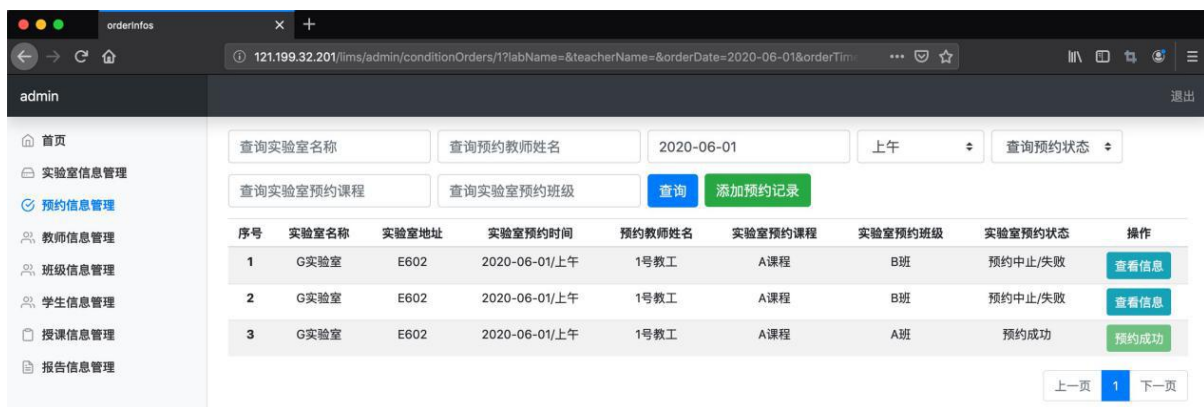 orderInfos
121.199.32.201/lims/admin/conditionOrders/1?labName=&teacherName=&orderDate=2020-06-01&orderTim
admin 退出
首页
实验室信息管理
预约信息管理
教师信息管理
班级信息管理
学生信息管理
授课信息管理
报告信息管理
查询实验室名称 查询预约教师姓名 2020-06-01 上午 查询预约状态
查询实验室预约课程 查询实验室预约班级 查询 添加预约记录
序号 实验室名称 实验室地址 实验室预约时间 预约教师姓名 实验室预约课程 实验室预约班级 实验室预约状态 操作
1 G实验室 E602 2020-06-01/上午 1号教工 A课程 B班 预约中止/失败 查看信息
2 G实验室 E602 2020-06-01/上午 1号教工 A课程 B班 预约中止/失败 查看信息
3 G实验室 E602 2020-06-01/上午 1号教工 A课程 A班 预约成功 预约成功
上一页 1 下一页